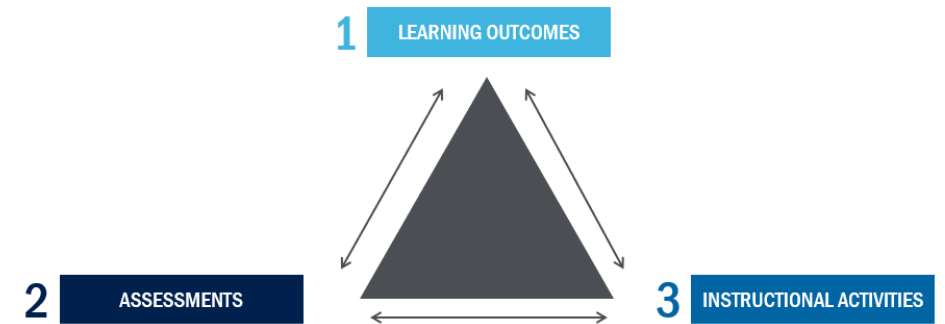 1 LEARNING OUTCOMES
2 ASSESSMENTS
3 INSTRUCTIONAL ACTIVITIES